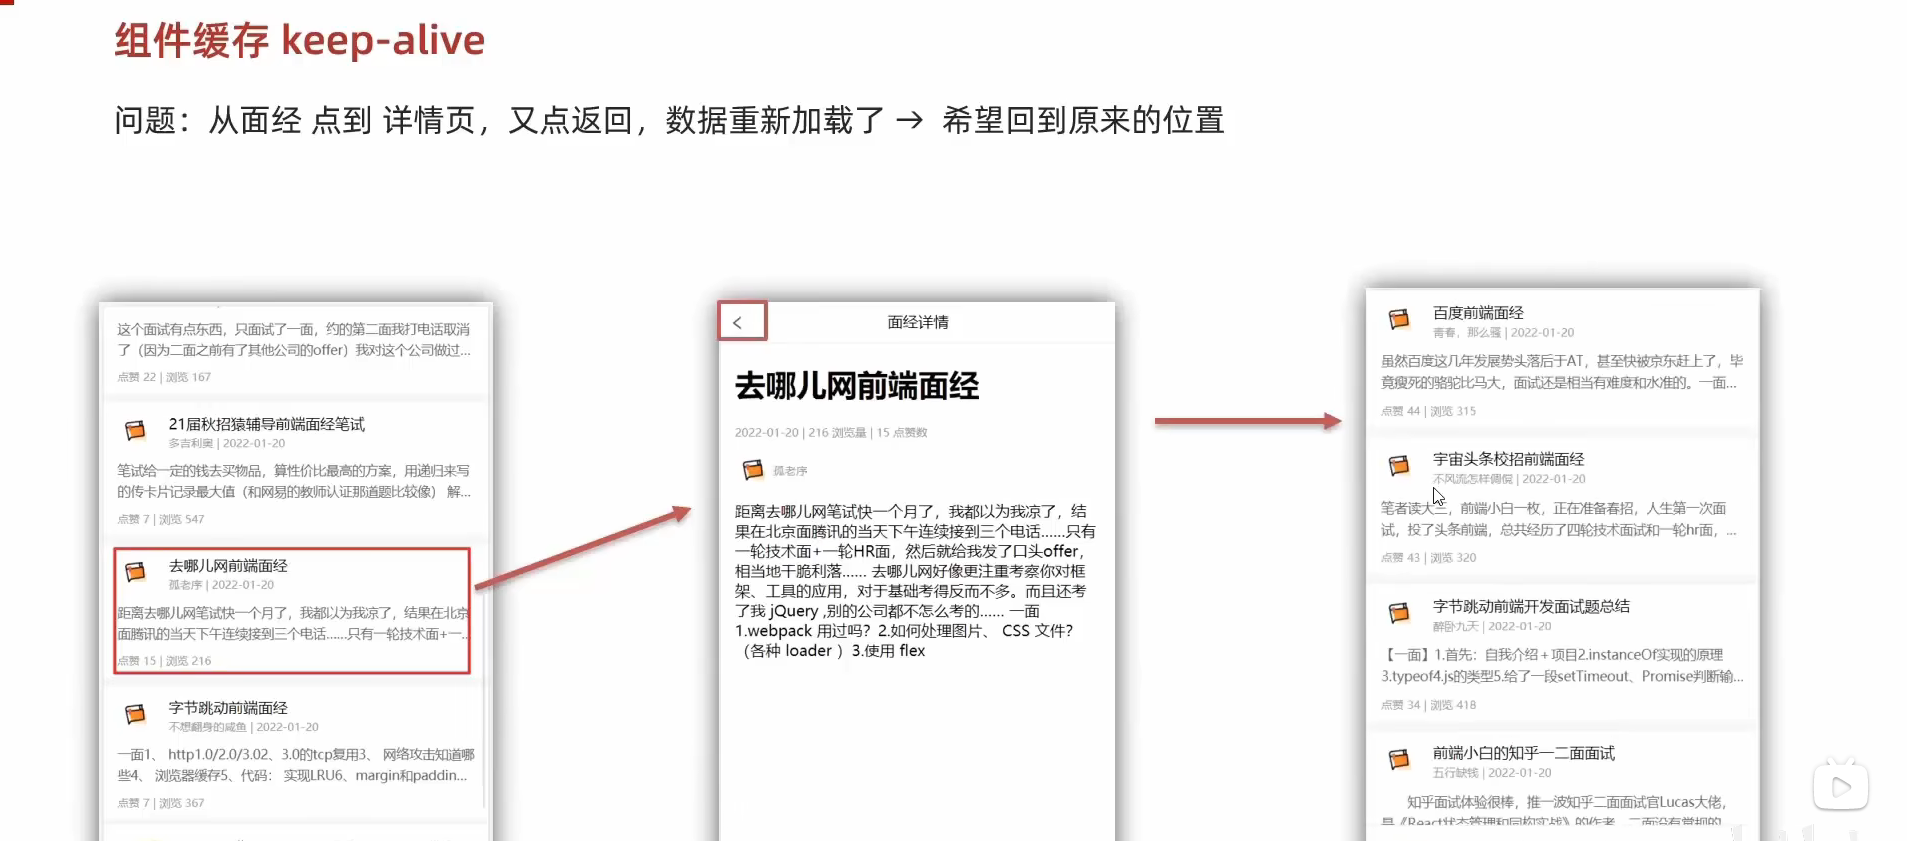 组件缓存 keep-alive
问题：从面经 点到 详情页，又点返回，数据重新加载了 → 希望回到原来的位置
这个面试有点东西，只面试了一面，约的第二面我打电话取消
了（因为二面之前有了其他公司的offer）我对这个公司做过...
点赞 22 | 浏览 167
21届秋招猿辅导前端面经笔试
多吉利奥 | 2022-01-20
笔试给一定的钱去买物品，算性价比最高的方案，用递归来写
的传卡片记录最大值（和网易的教师认证那道题比较像） 解...
点赞 7 | 浏览 547
去哪儿网前端面经
孤老序 | 2022-01-20
距离去哪儿网笔试快一个月了，我都以为我凉了，结果在北京
面腾讯的当天下午连续接到三个电话......只有一轮技术面+一...
点赞 15 | 浏览 216
字节跳动前端面经
不想翻身的咸鱼 | 2022-01-20
一面1、 http1.0/2.0/3.02、3.0的tcp复用3、 网络攻击知道哪
些4、 浏览器缓存5、代码： 实现LRU6、margin和paddin...
点赞 7 | 浏览 367
面经详情
去哪儿网前端面经
2022-01-20 | 216 浏览量 | 15 点赞数
孤老序
距离去哪儿网笔试快一个月了，我都以为我凉了，结
果在北京面腾讯的当天下午连续接到三个电话......只有
一轮技术面+一轮HR面，然后就给我发了口头offer，
相当地干脆利落...... 去哪儿网好像更注重考察你对框
架、工具的应用，对于基础考得反而不多。而且还考
了我 jQuery ,别的公司都不怎么考的...... 一面
1.webpack 用过吗？2.如何处理图片、 CSS 文件？
（各种 loader ）3.使用 flex
百度前端面经
青春，那么骚 | 2022-01-20
虽然百度这几年发展势头落后于AT，甚至快被京东赶上了，毕
竟瘦死的骆驼比马大，面试还是相当有难度和水准的。一面...
点赞 44 | 浏览 315
宇宙头条校招前端面经
不风流怎样倜傥 | 2022-01-20
笔者读大三，前端小白一枚，正在准备春招，人生第一次面
试，投了头条前端，总共经历了四轮技术面试和一轮hr面，...
点赞 43 | 浏览 320
字节跳动前端开发面试题总结
醉卧九天 | 2022-01-20
【一面】1.首先：自我介绍＋项目2.instanceOf实现的原理
3.typeof4.js的类型5.给了一段setTimeout、Promise判断输...
点赞 34 | 浏览 418
前端小白的知乎一二面面试
五行缺钱 | 2022-01-20
知乎面试体验很棒，推一波知乎二面面试官Lucas大佬，
是《React状态管理和同构实战》的作者，二面没有常规的